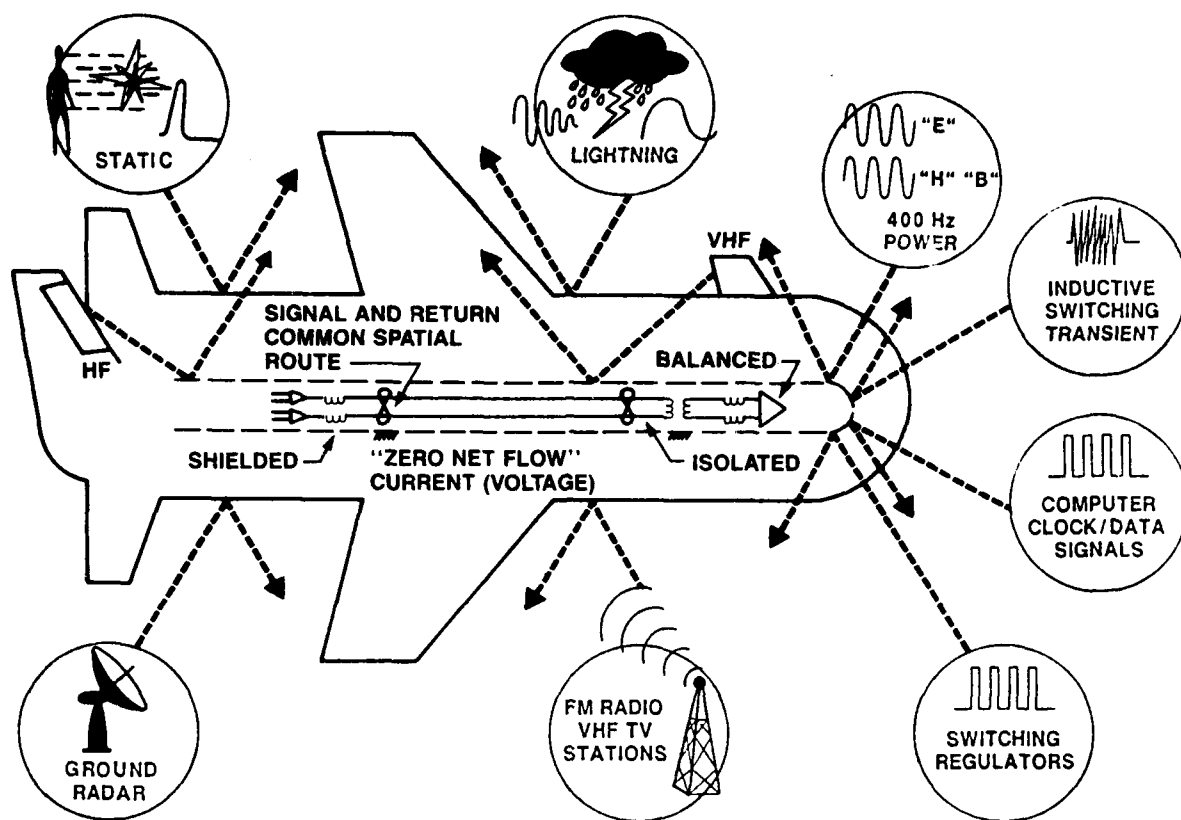 STATIC
LIGHTNING
"E"
"H" "B"
400 Hz
POWER
VHF
INDUCTIVE
SWITCHING
TRANSIENT
SIGNAL AND RETURN
COMMON SPATIAL
ROUTE
HF
BALANCED
SHIELDED
"ZERO NET FLOW"
CURRENT (VOLTAGE)
ISOLATED
COMPUTER
CLOCK/DATA
SIGNALS
GROUND
RADAR
FM RADIO
VHF TV
STATIONS
SWITCHING
REGULATORS